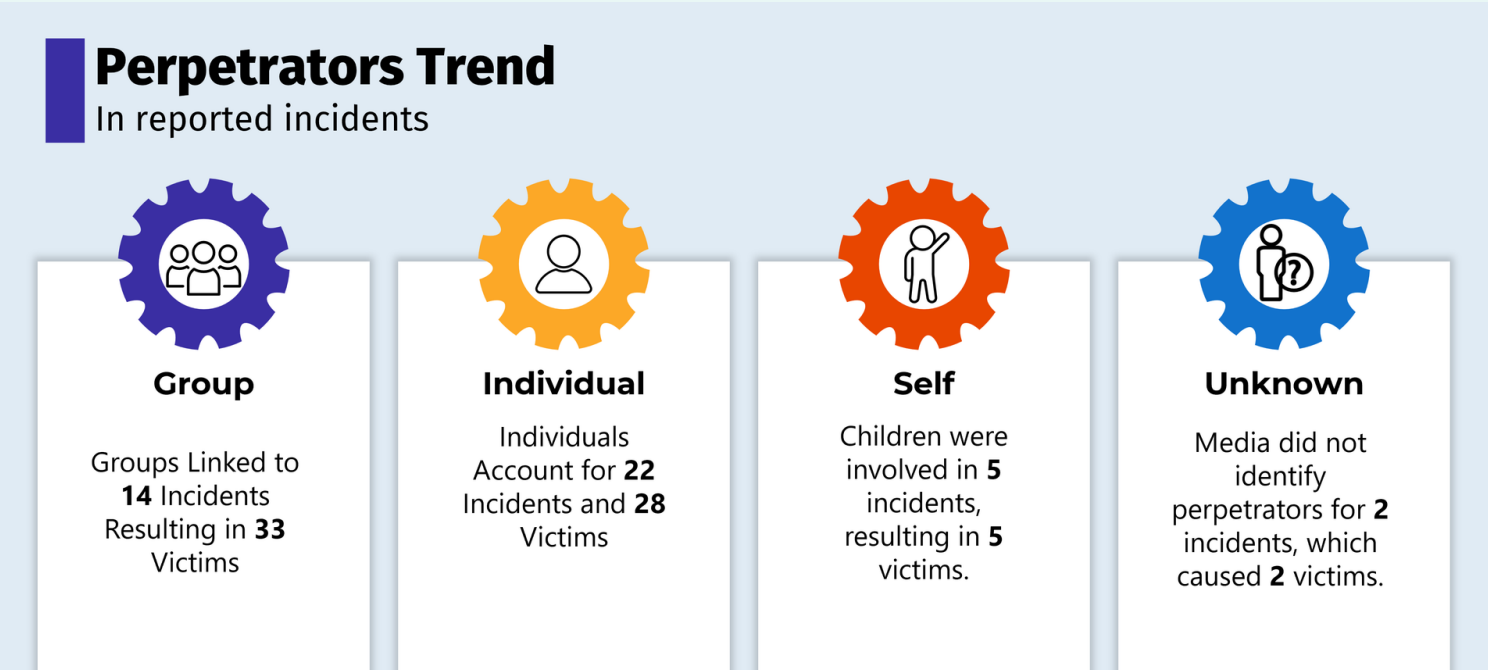 Perpetrators Trend
In reported incidents
Group
Groups Linked to
14 Incidents
Resulting in 33
Victims
Individual
Individuals
Account for 22
Incidents and 28
Victims
Self
Children were
involved in 5
incidents,
resulting in 5
victims.
?
Unknown
Media did not
identify
perpetrators for 2
incidents, which
caused 2 victims.